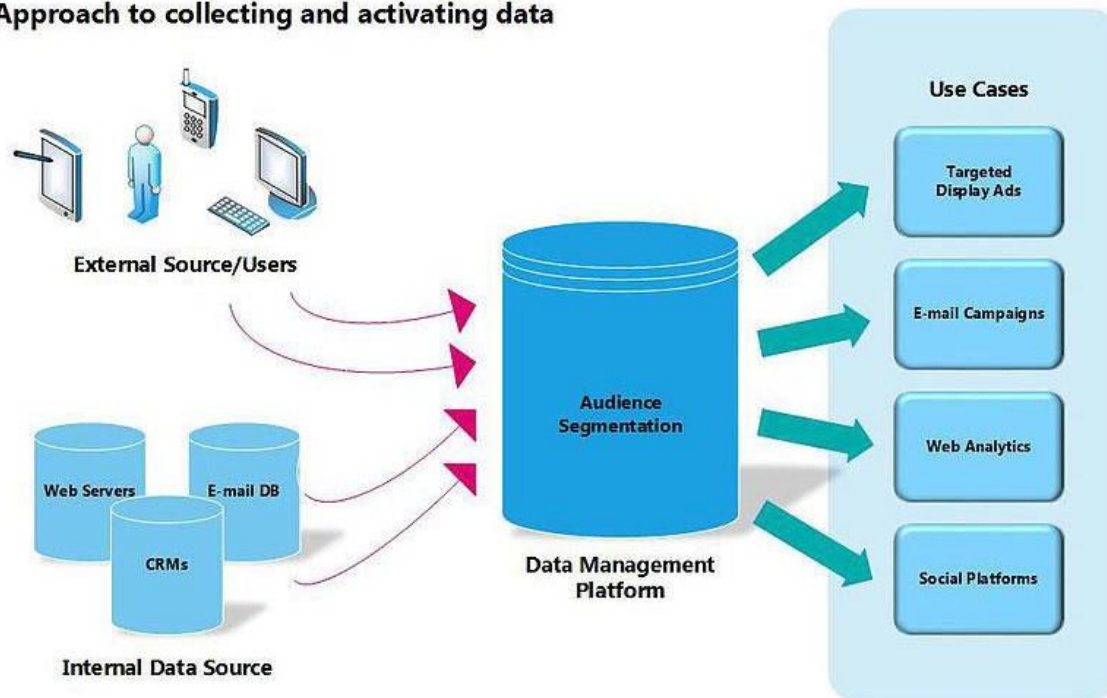 Approach to collecting and activating data
External Source/Users
Web Servers
E-mail DB
CRMs
Internal Data Source
Audience
Segmentation
Data Management
Platform
Use Cases
Targeted
Display Ads
E-mail Campaigns
Web Analytics
Social Platforms